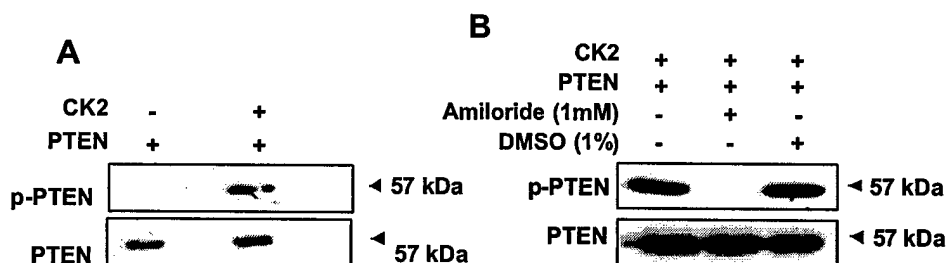 A
CK2 - +
PTEN + +
p-PTEN ◄ 57 kDa
PTEN ◄ 57 kDa
B
CK2 + + +
PTEN + + +
Amiloride (1mM) - + -
DMSO (1%) - - +
p-PTEN ◄ 57 kDa
PTEN ◄ 57 kDa